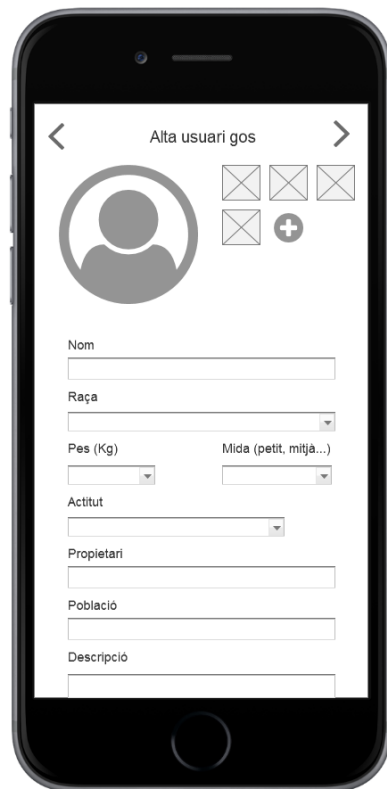 Alta usuari gos
Nom
Raça
Pes (Kg) Mida (petit, mitjà...)
Actitut
Propietari
Població
Descripció